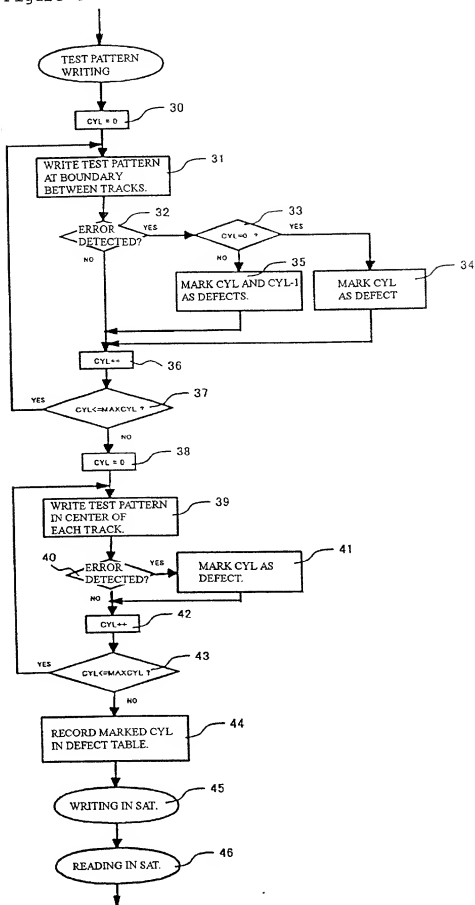 TEST PATTERN
WRITING
CYL = 0
30
WRITE TEST PATTERN
AT BOUNDARY
BETWEEN TRACKS.
31
ERROR
DETECTED?
32
YES
NO
CYL=0 ?
33
YES
NO
MARK CYL AND CYL-1
AS DEFECTS.
35
MARK CYL
AS DEFECT
34
CYL++
36
CYL<=MAXCYL ?
37
YES
NO
CYL = 0
38
WRITE TEST PATTERN
IN CENTER OF
EACH TRACK.
39
40
ERROR
DETECTED?
YES
NO
MARK CYL AS
DEFECT.
41
42
CYL++
CYL<=MAXCYL ?
43
YES
NO
RECORD MARKED CYL
IN DEFECT TABLE.
44
WRITING IN SAT.
45
READING IN SAT.
46